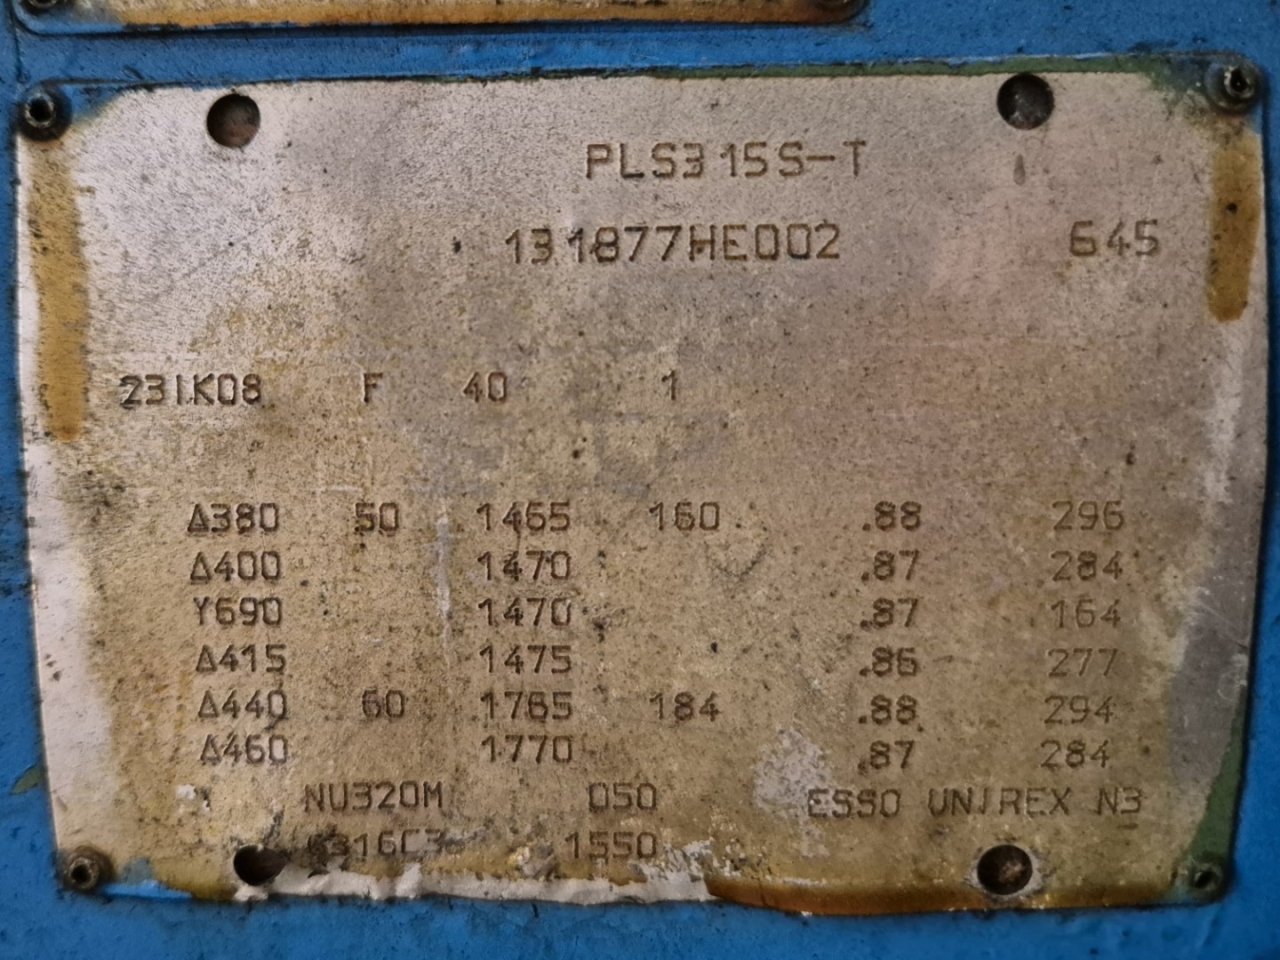 PLS315S-T
131877HE002 645
231K08 F 40 1
Δ380 50 1465 160 .88 296
Δ400 1470 .87 284
Y690 1470 .87 164
Δ415 1475 .86 277
Δ440 60 1765 184 .88 294
Δ460 1770 .87 284
NU320M 050 ESSO UNIREX N3
6316C3 1550